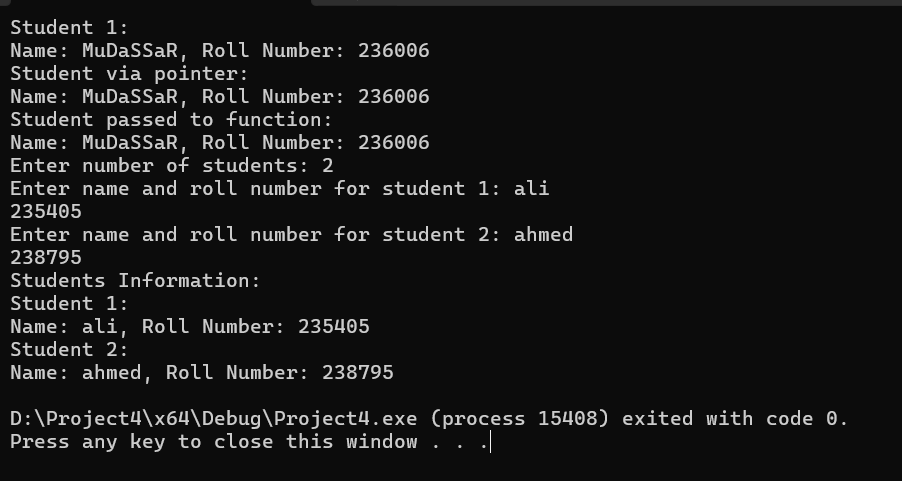 Student 1:
Name: MuDaSSaR, Roll Number: 236006
Student via pointer:
Name: MuDaSSaR, Roll Number: 236006
Student passed to function:
Name: MuDaSSaR, Roll Number: 236006
Enter number of students: 2
Enter name and roll number for student 1: ali
235405
Enter name and roll number for student 2: ahmed
238795
Students Information:
Student 1:
Name: ali, Roll Number: 235405
Student 2:
Name: ahmed, Roll Number: 238795
D:\Project4\x64\Debug\Project4.exe (process 15408) exited with code 0.
Press any key to close this window . . .